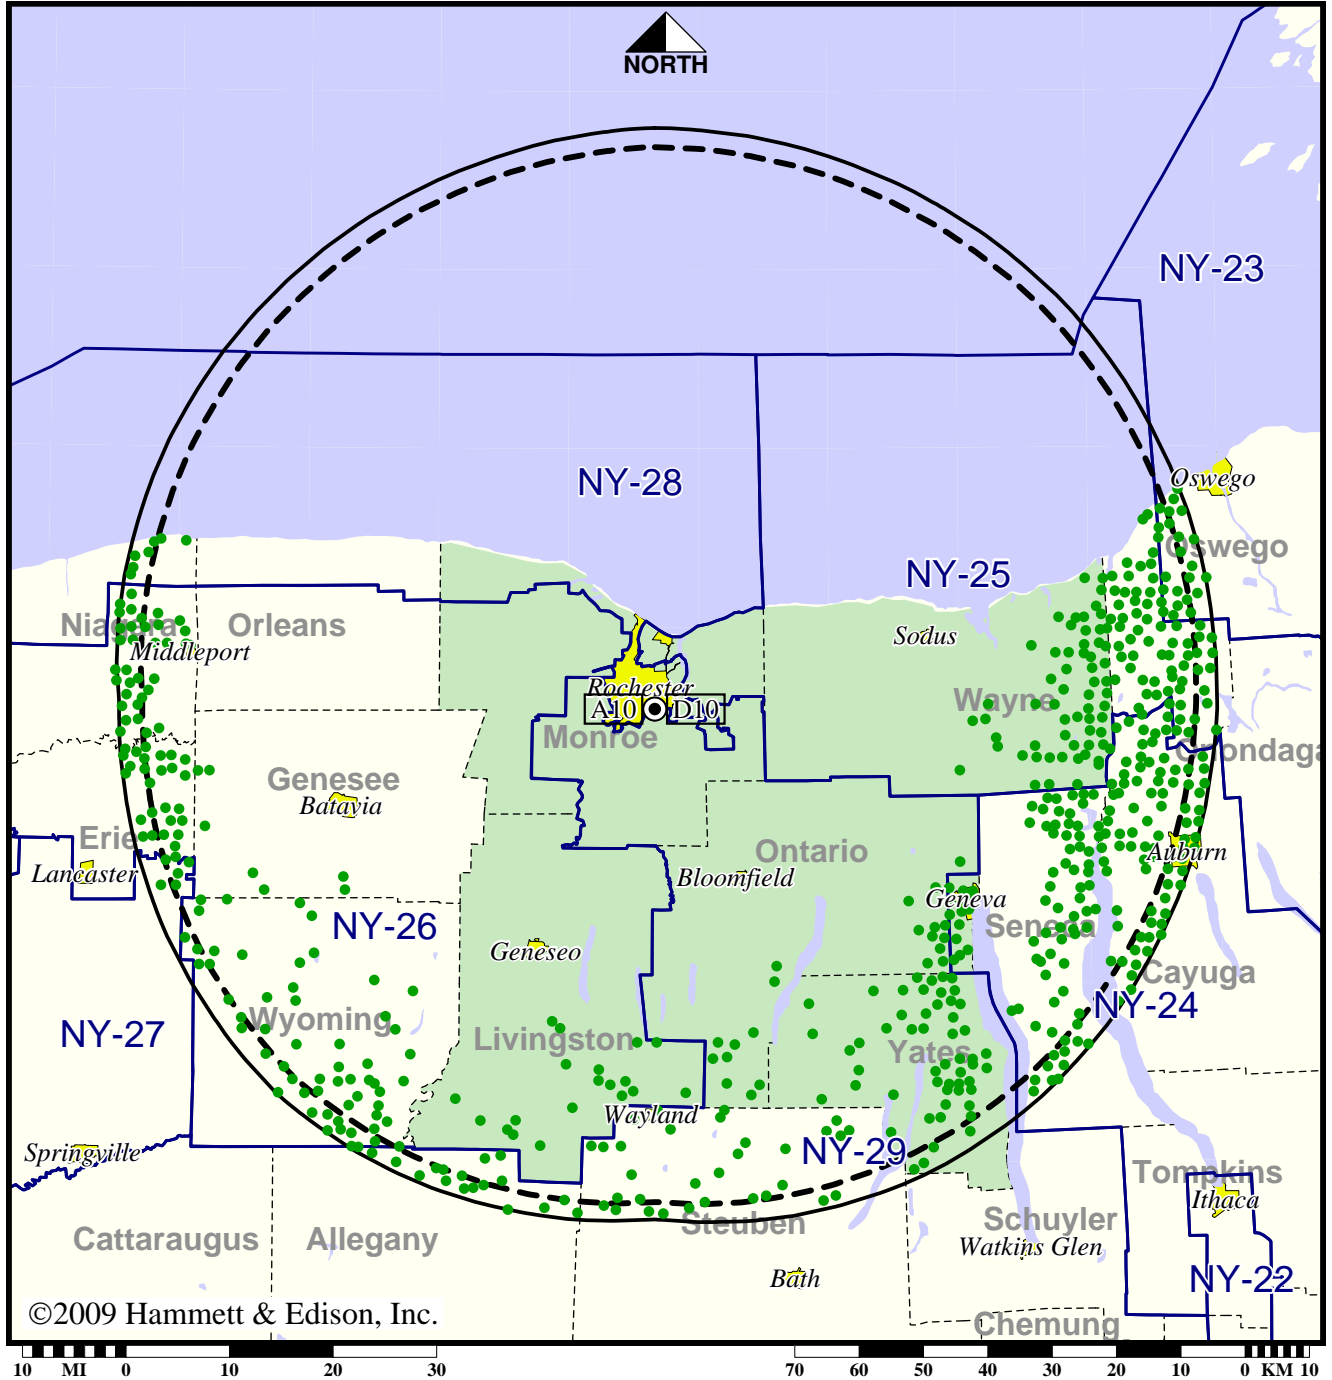 NORTH
NY-23
NY-28
Oswego
Oswego
NY-25
Niagara
Orleans
Sodus
Middleport
Rochester
A10
D10
Wayne
Monroe
Onondaga
Genesee
Batavia
Erie
Ontario
Auburn
Lancaster
Bloomfield
Geneva
NY-26
Seneca
Geneseo
Cayuga
NY-24
Wyoming
NY-27
Livingston
Yates
Wayland
Springville
NY-29
Tompkins
Ithaca
Steuben
Schuyler
Cattaraugus
Allegany
Watkins Glen
Bath
NY-22
©2009 Hammett & Edison, Inc.
Chemung
10 MI 0 10 20 30
70 60 50 40 30 20 10 0 KM 10